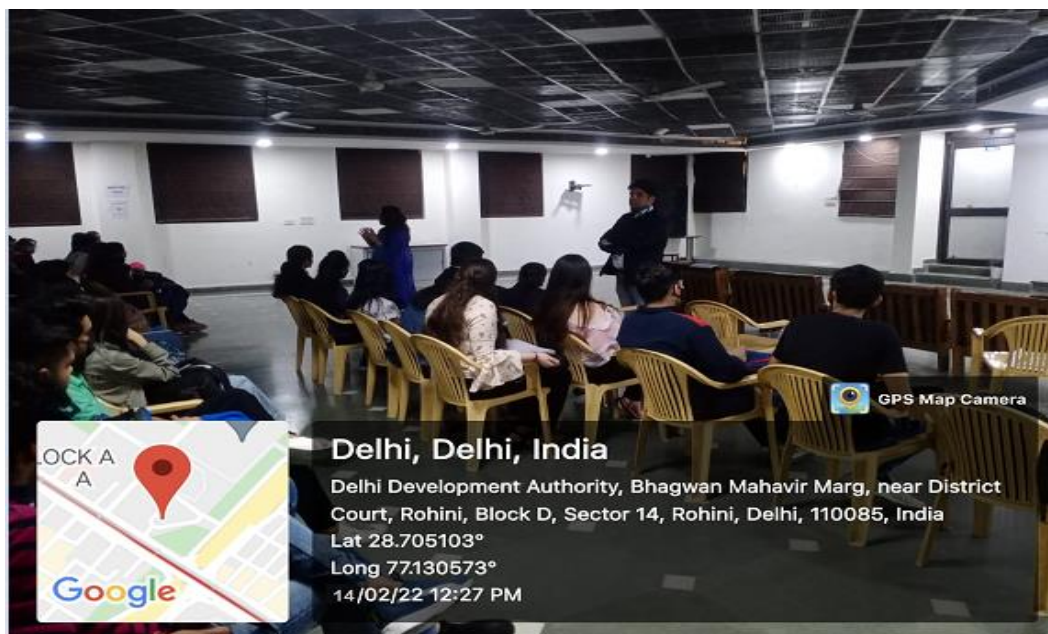 GPS Map Camera
LOCK A
A
Google
Delhi, Delhi, India
Delhi Development Authority, Bhagwan Mahavir Marg, near District
Court, Rohini, Block D, Sector 14, Rohini, Delhi, 110085, India
Lat 28.705103°
Long 77.130573°
14/02/22 12:27 PM